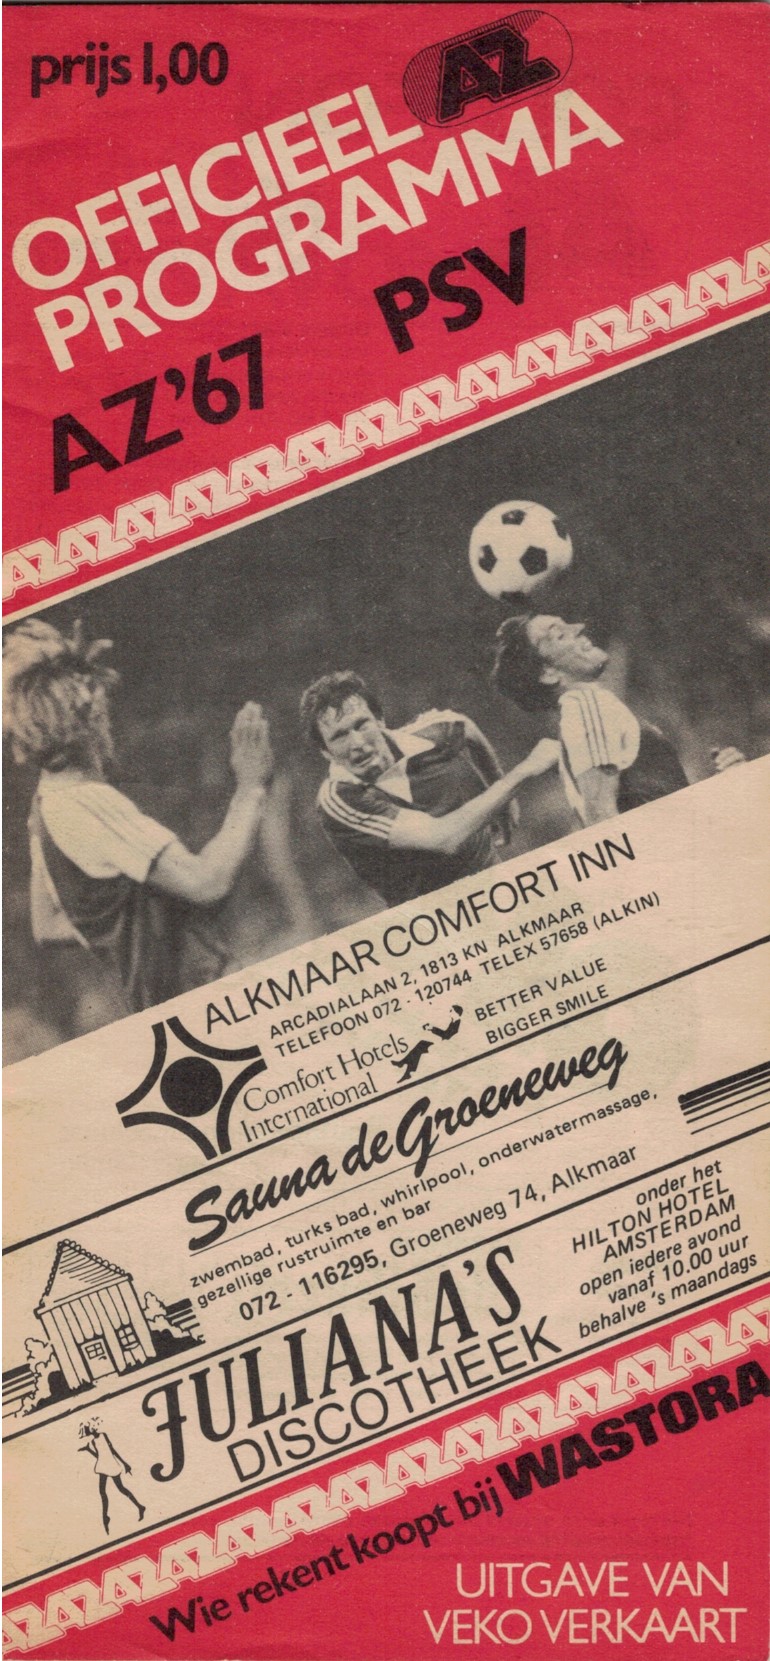 prijs 1,00
AZ
OFFICIEEL
PROGRAMMA
AZ'67 PSV
ALKMAAR COMFORT INN
ARCADIALAAN 2, 1813 KN ALKMAAR
TELEFOON 072 - 120744 TELEX 57658 (ALKIN)
Comfort Hotels
International
BETTER VALUE
BIGGER SMILE
Sauna de Groeneweg
zwembad, turks bad, whirlpool, onderwatermassage,
gezellige rustruimte en bar
072 - 116295, Groeneweg 74, Alkmaar
JULIANA'S
DISCOTHEEK
onder het
HILTON HOTEL
AMSTERDAM
open iedere avond
vanaf 10.00 uur
behalve 's maandags
Wie rekent koopt bij WASTORA
UITGAVE VAN
VEKO VERKAART